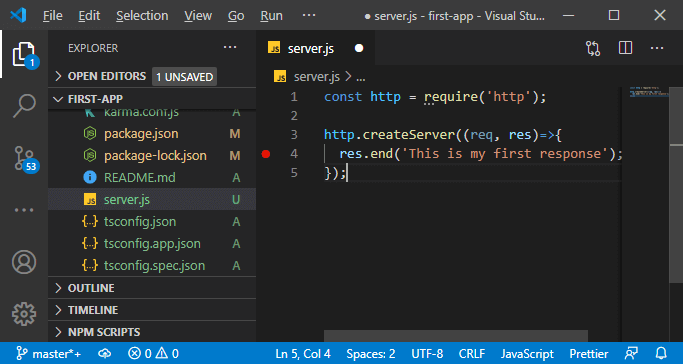 File Edit Selection View Go Run ··· ● server.js - first-app - Visual Stu...
EXPLORER ···
OPEN EDITORS 1 UNSAVED
FIRST-APP
karma.conf.js A
package.json M
package-lock.json M
README.md A
server.js U
tsconfig.json A
tsconfig.app.json A
tsconfig.spec.json A
OUTLINE
TIMELINE
NPM SCRIPTS
1
53
JS server.js ●
JS server.js > ...
1 const http = require('http');
2
3 http.createServer((req, res)=>{
4 res.end('This is my first response');
5 });
master*+ 0 0 Ln 5, Col 4 Spaces: 2 UTF-8 CRLF JavaScript Prettier